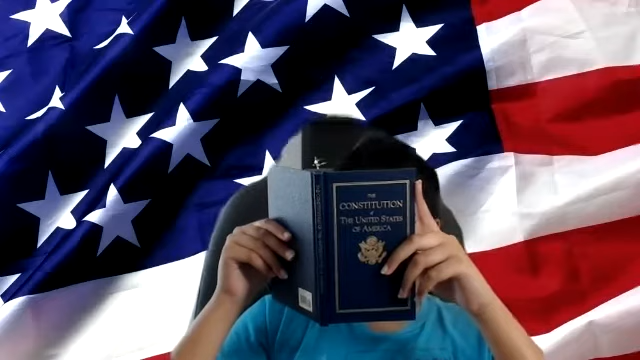 THE
CONSTITUTION
of
THE UNITED STATES
OF AMERICA